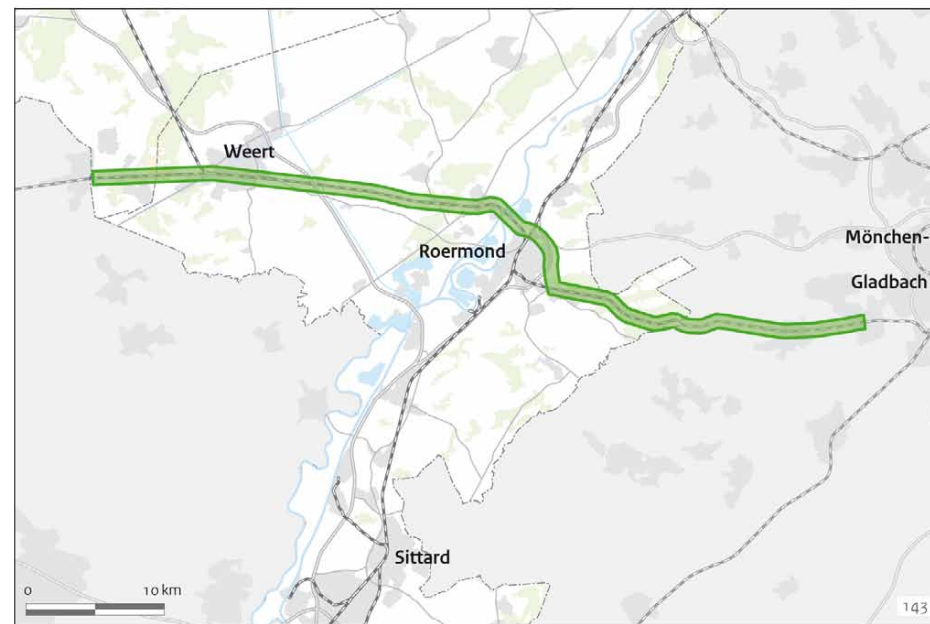 Weert
Roermond
Mönchen-
Gladbach
Sittard
0 10 km
143